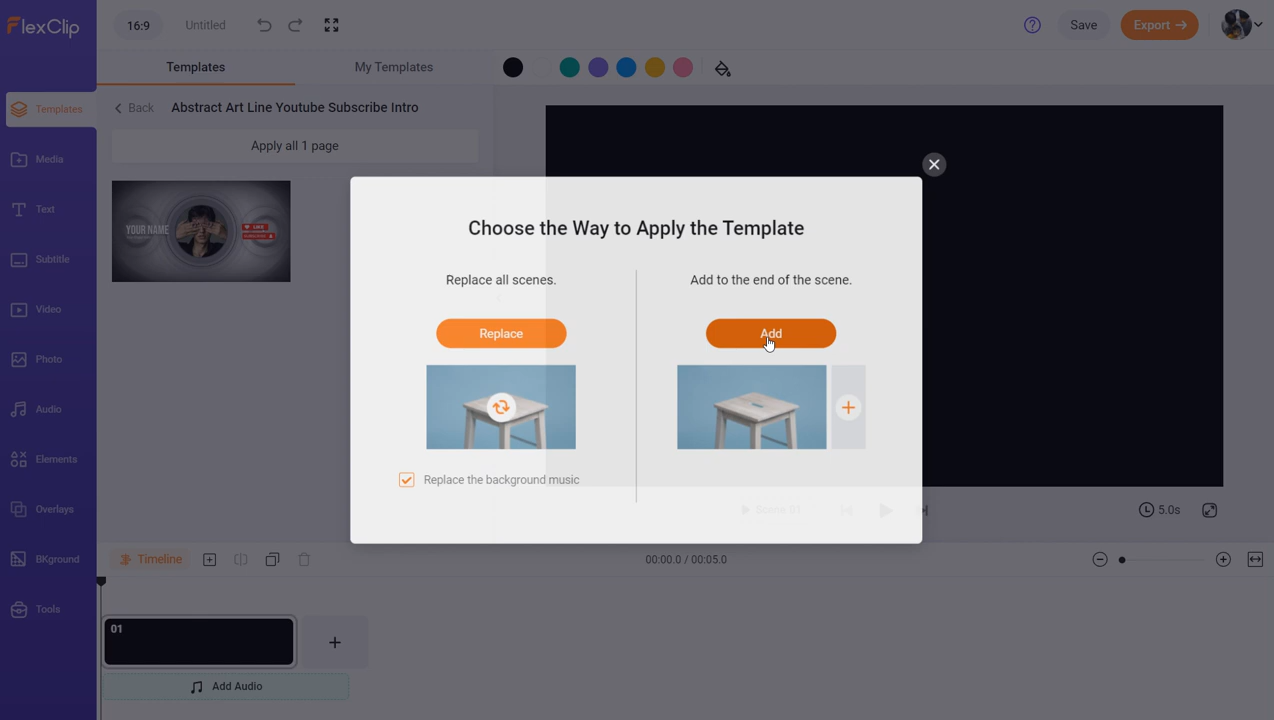 FlexClip
16:9
Untitled
Save
Export →
Templates
My Templates
Templates
Back
Abstract Art Line Youtube Subscribe Intro
Apply all 1 page
Media
YOUR NAME
LIKE
Text
Choose the Way to Apply the Template
Subtitle
Replace all scenes.
Add to the end of the scene.
Video
Replace
Add
Photo
Audio
Elements
Replace the background music
Overlays
Scene 01
5.0s
BKground
Timeline
00:00.0 / 00:05.0
Tools
01
+
Add Audio